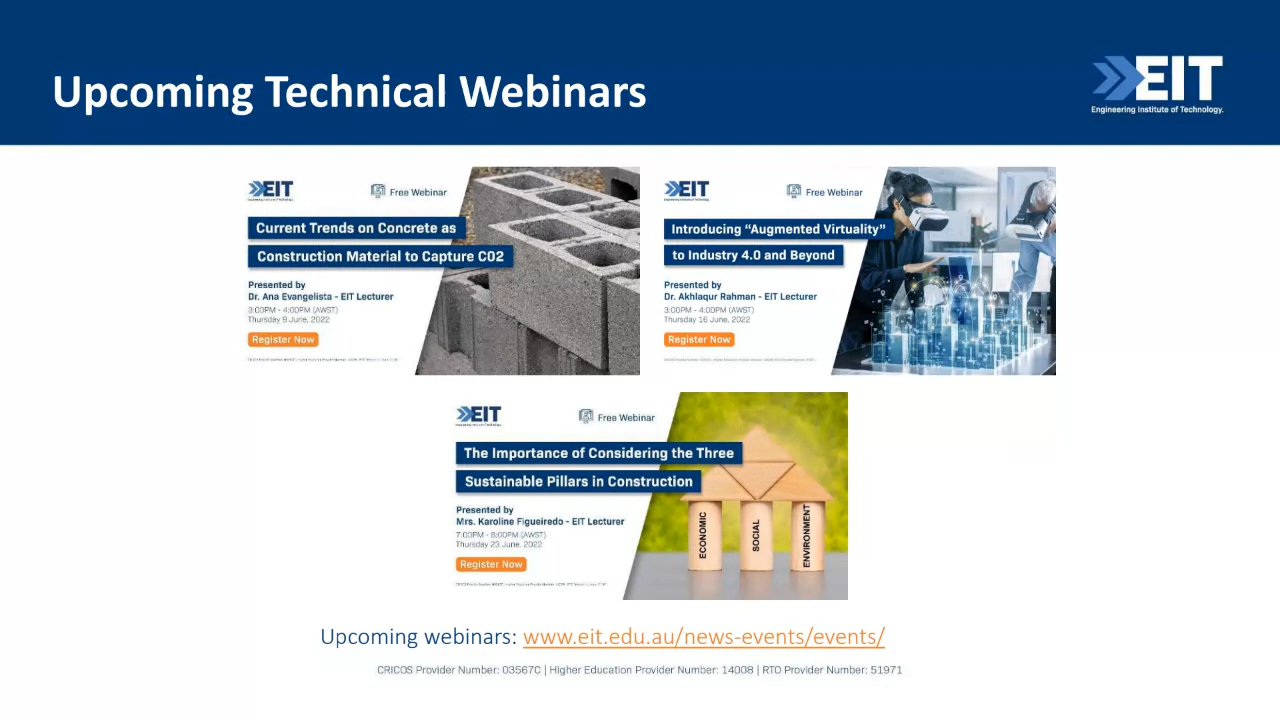 Upcoming Technical Webinars
EIT
Engineering Institute of Technology.
EIT
Free Webinar
Current Trends on Concrete as
Construction Material to Capture CO2
Presented by
Dr. Ana Evangelista - EIT Lecturer
3:00PM - 4:00PM (AWST)
Thursday 9 June, 2022
Register Now
EIT
Free Webinar
Introducing “Augmented Virtuality”
to Industry 4.0 and Beyond
Presented by
Dr. Akhlaqur Rahman - EIT Lecturer
3:00PM - 4:00PM (AWST)
Thursday 16 June, 2022
Register Now
EIT
Free Webinar
The Importance of Considering the Three
Sustainable Pillars in Construction
Presented by
Mrs. Karoline Figueiredo - EIT Lecturer
7:00PM - 8:00PM (AWST)
Thursday 23 June, 2022
Register Now
ECONOMIC
SOCIAL
ENVIRONMENT
Upcoming webinars: www.eit.edu.au/news-events/events/
CRICOS Provider Number: 03567C | Higher Education Provider Number: 14008 | RTO Provider Number: 51971